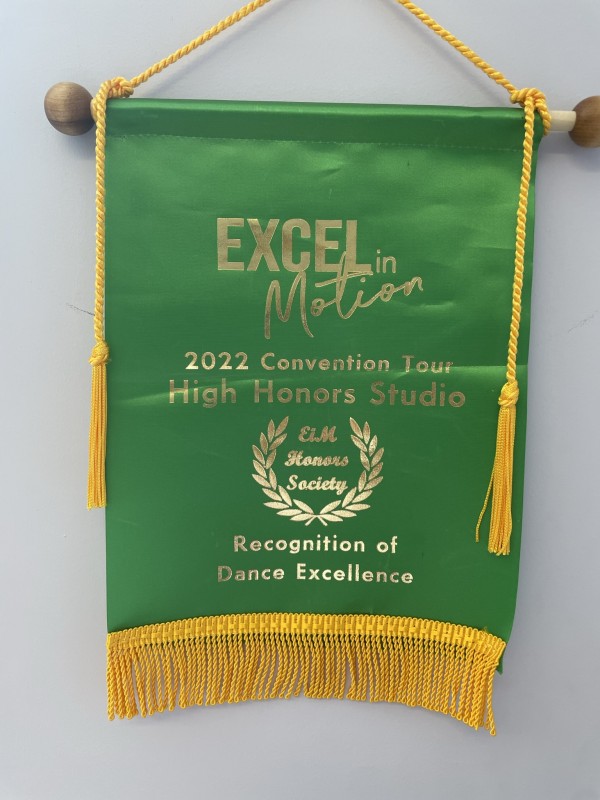 EXCEL in
Motion
2022 Convention Tour
High Honors Studio
EiM
Honors
Society
Recognition of
Dance Excellence